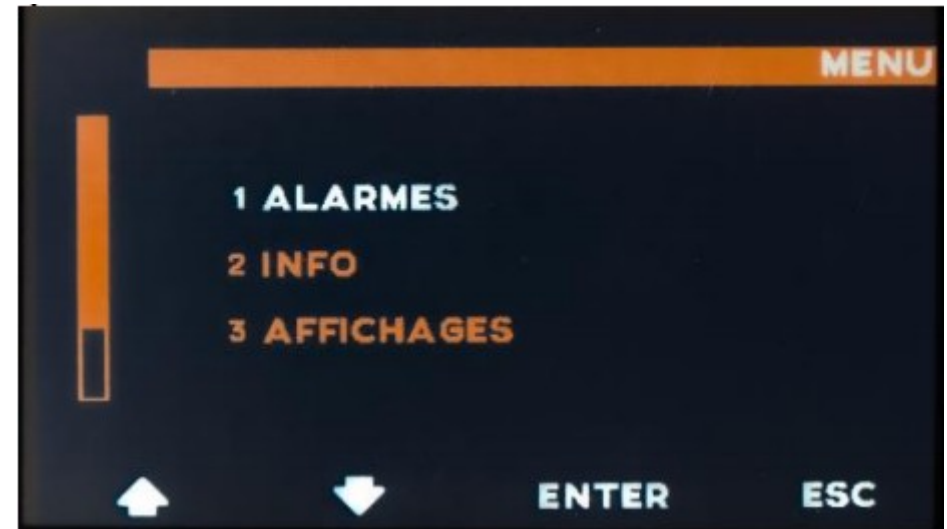 MENU
1 ALARMES
2 INFO
3 AFFICHAGES
ENTER ESC